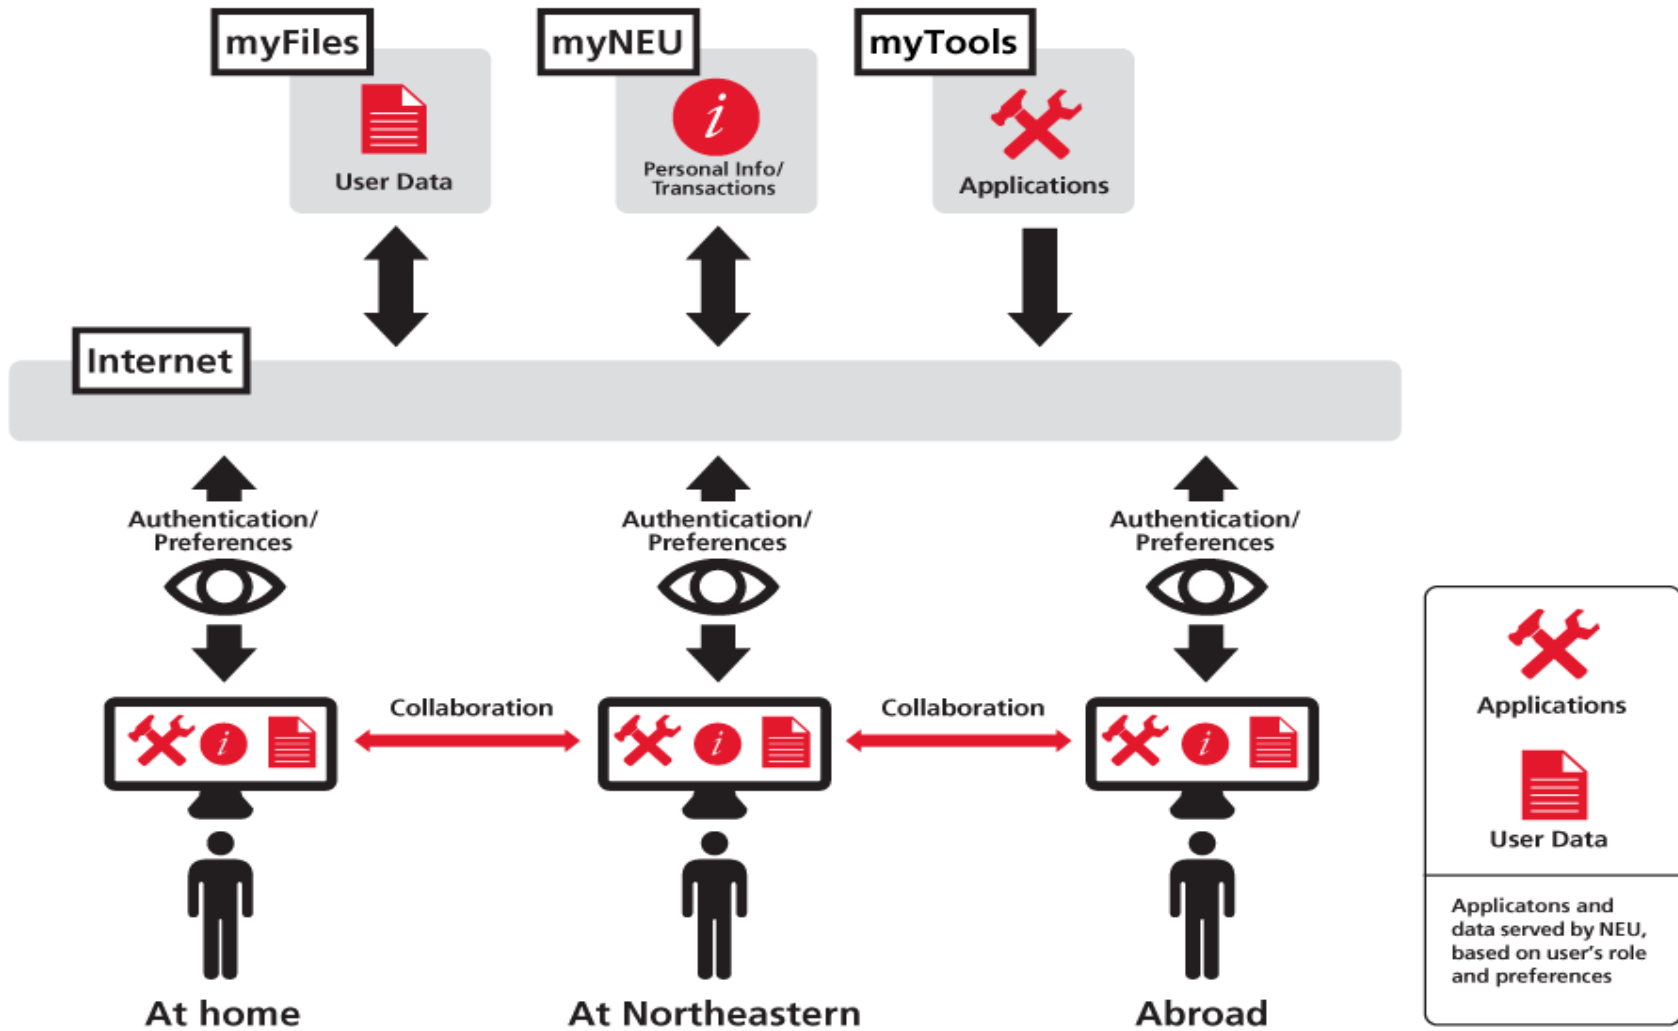 myFiles
myNEU
myTools
User Data
Personal Info/
Transactions
Applications
Internet
Authentication/
Preferences
Authentication/
Preferences
Authentication/
Preferences
Collaboration
Collaboration
i
i
i
i
At home
At Northeastern
Abroad
Applications
User Data
Applicatons and
data served by NEU,
based on user's role
and preferences